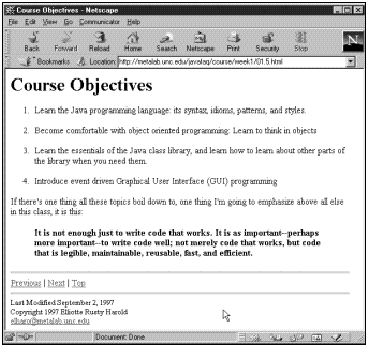 Course Objectives - Netscape
File Edit View Go Communicator Help
Back Forward Reload Home Search Netscape Print Security Stop
N
Bookmarks Location: http://metalab.unc.edu/javafaq/course/week1/01.5.html
Course Objectives
1. Learn the Java programming language: its syntax, idioms, patterns, and styles.
2. Become comfortable with object oriented programming: Learn to think in objects
3. Learn the essentials of the Java class library, and learn how to learn about other parts of
the library when you need them.
4. Introduce event driven Graphical User Interface (GUI) programming
If there's one thing all these topics boil down to, one thing I'm going to emphasize above all else
in this class, it is this:
It is not enough just to write code that works. It is as important--perhaps
more important--to write code well; not merely code that works, but code
that is legible, maintainable, reusable, fast, and efficient.
Previous | Next | Top
Last Modified September 2, 1997
Copyright 1997 Elliotte Rusty Harold
elharo@metalab.unc.edu
Document: Done